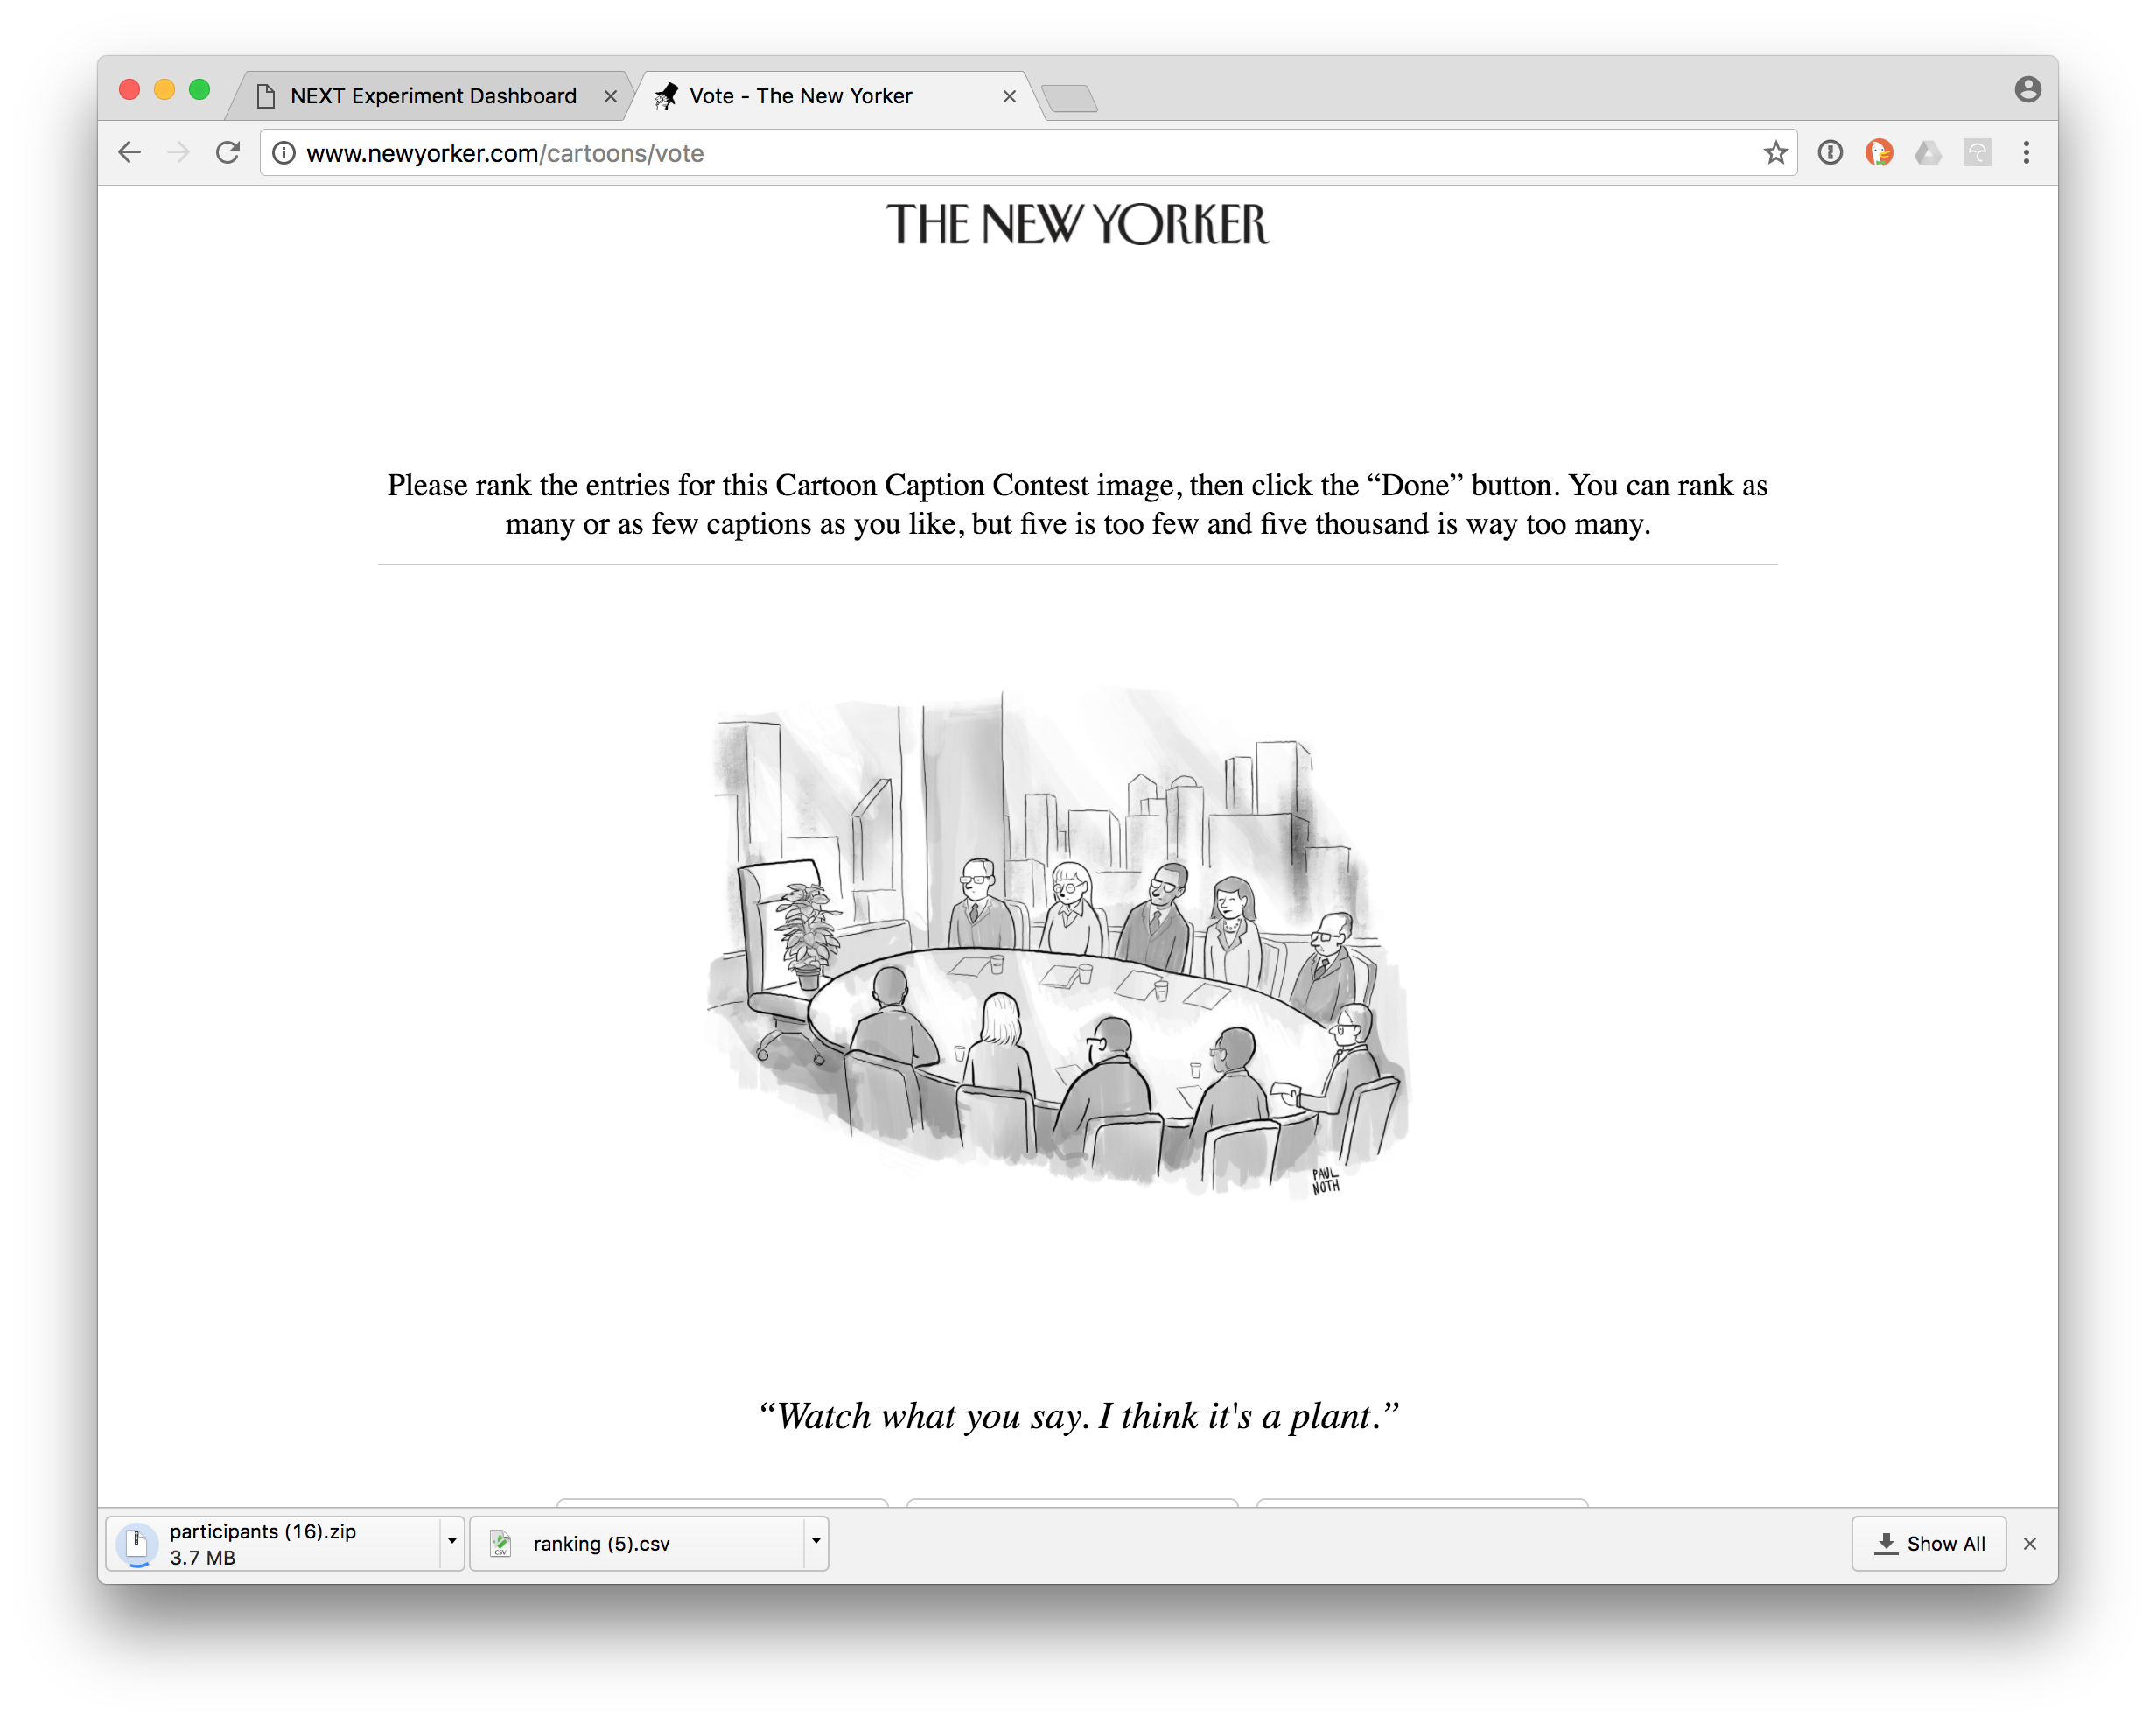 NEXT Experiment Dashboard
Vote - The New Yorker
www.newyorker.com/cartoons/vote
THE NEW YORKER
Please rank the entries for this Cartoon Caption Contest image, then click the “Done” button. You can rank as
many or as few captions as you like, but five is too few and five thousand is way too many.
PAUL
NOTH
“Watch what you say. I think it's a plant.”
participants (16).zip
3.7 MB
CSV
ranking (5).csv
Show All